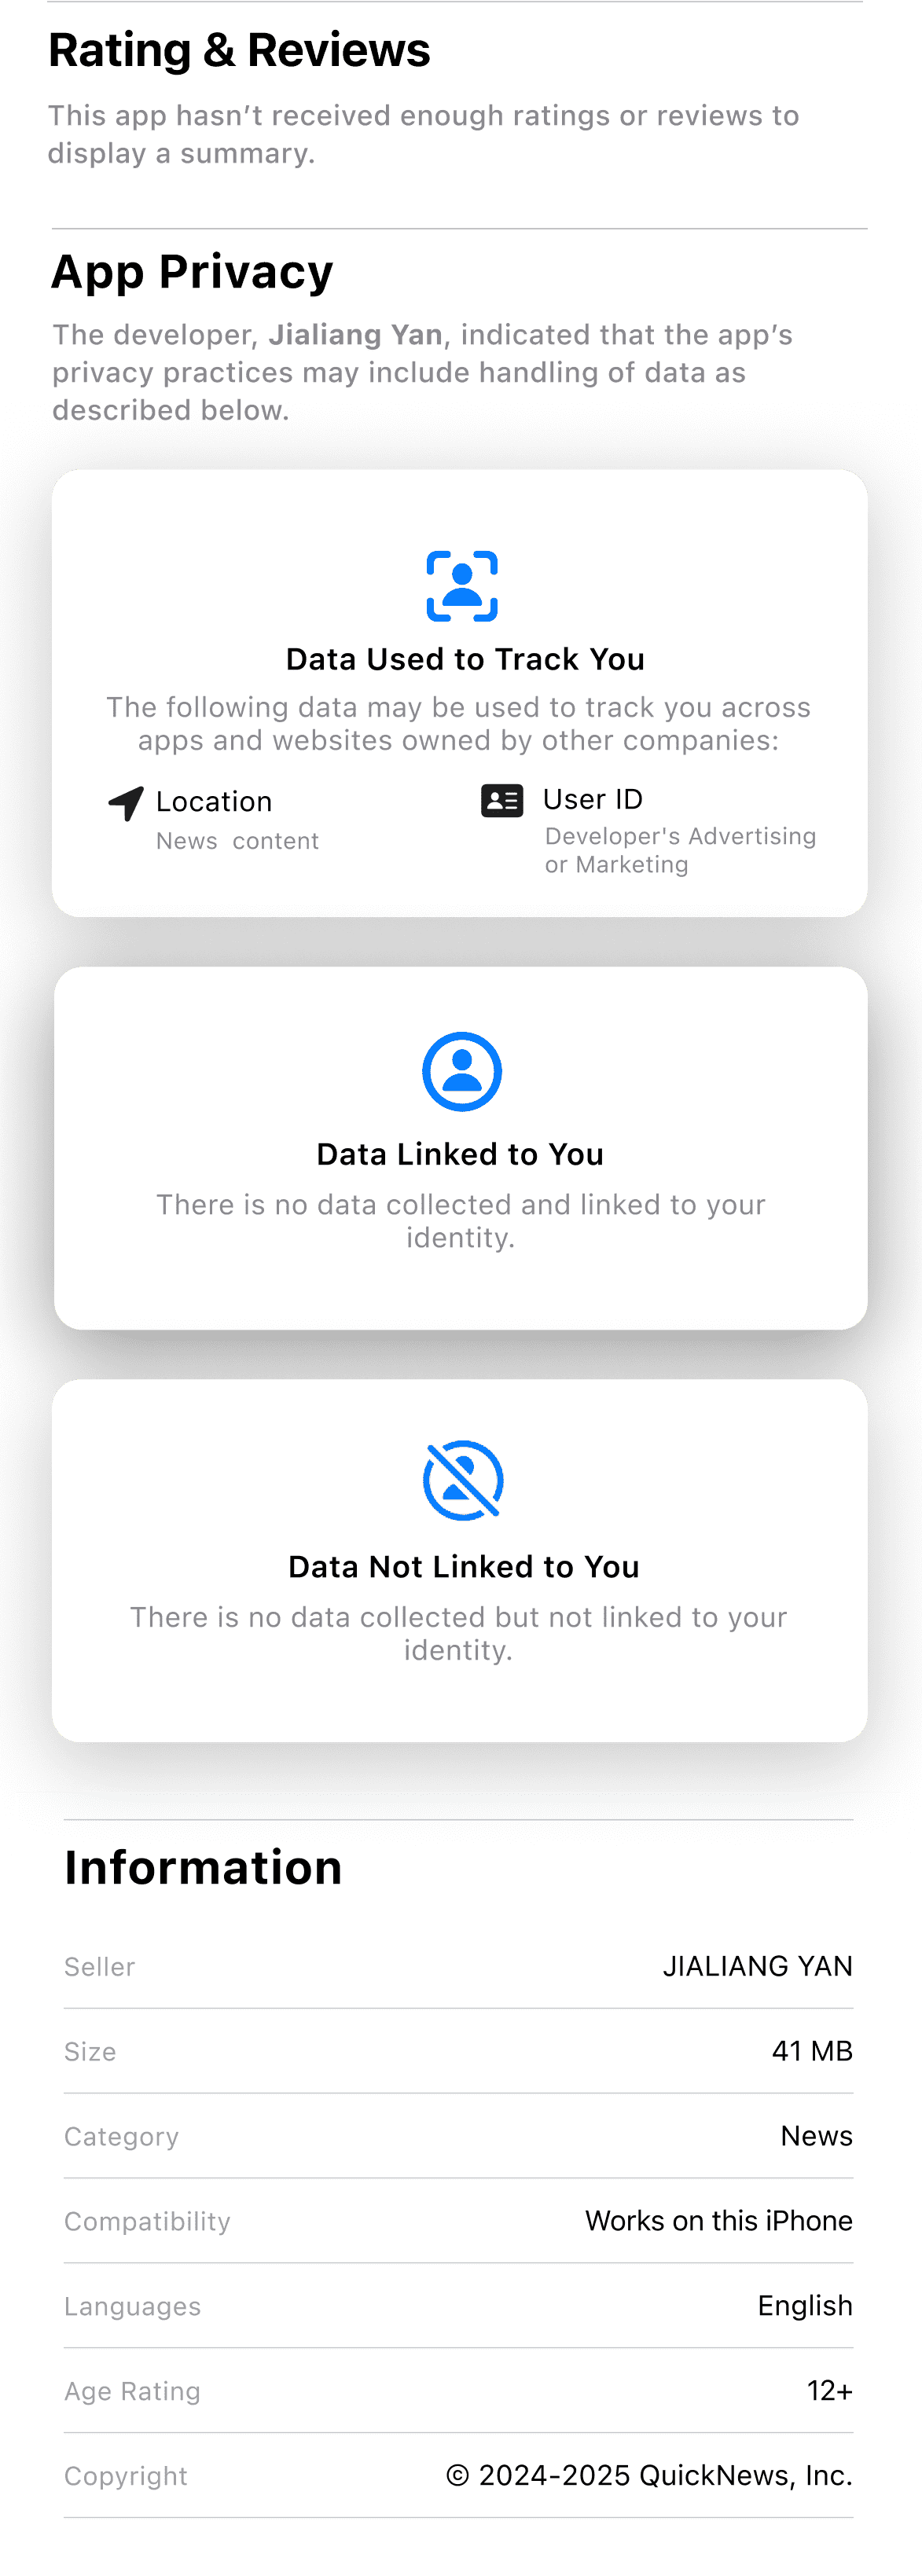 Rating & Reviews
This app hasn’t received enough ratings or reviews to
display a summary.
App Privacy
The developer, Jialiang Yan, indicated that the app’s
privacy practices may include handling of data as
described below.
Data Used to Track You
The following data may be used to track you across
apps and websites owned by other companies:
Location
News content
User ID
Developer's Advertising
or Marketing
Data Linked to You
There is no data collected and linked to your
identity.
Data Not Linked to You
There is no data collected but not linked to your
identity.
Information
Seller JIALIANG YAN
Size 41 MB
Category News
Compatibility Works on this iPhone
Languages English
Age Rating 12+
Copyright © 2024-2025 QuickNews, Inc.